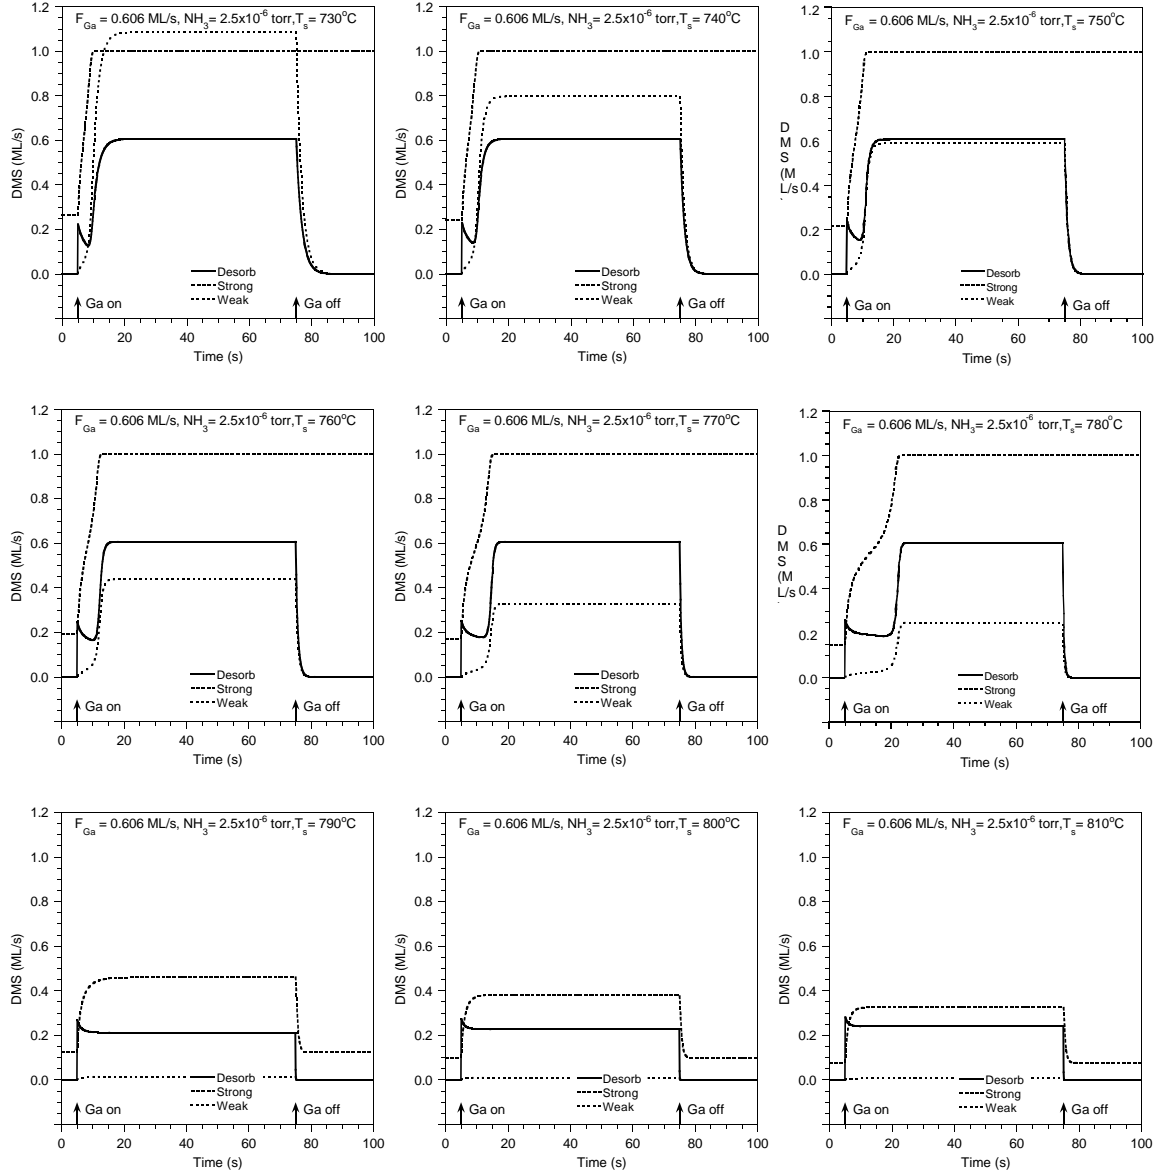 F_Ga = 0.606 ML/s, NH_3= 2.5x10^-6 torr,T_s= 730°C
1.2
1.0
0.8
0.6
0.4
0.2
0.0
DMS (ML/s)
Desorb
Strong
Weak
Ga on
Ga off
0 20 40 60 80 100
Time (s)
F_Ga = 0.606 ML/s, NH_3= 2.5x10^-6 torr,T_s= 740°C
1.2
1.0
0.8
0.6
0.4
0.2
0.0
DMS (ML/s)
Desorb
Strong
Weak
Ga on
Ga off
0 20 40 60 80 100
Time (s)
F_Ga = 0.606 ML/s, NH_3= 2.5x10^-6 torr,T_s= 750°C
1.2
1.0
0.8
0.6
0.4
0.2
0.0
D
M
S
(M
L/s
Desorb
Strong
Weak
Ga on
Ga off
0 20 40 60 80 100
Time (s)
F_Ga = 0.606 ML/s, NH_3= 2.5x10^-6 torr,T_s= 760°C
1.2
1.0
0.8
0.6
0.4
0.2
0.0
DMS (ML/s)
Desorb
Strong
Weak
Ga on
Ga off
0 20 40 60 80 100
Time (s)
F_Ga = 0.606 ML/s, NH_3= 2.5x10^-6 torr,T_s= 770°C
1.2
1.0
0.8
0.6
0.4
0.2
0.0
DMS (ML/s)
Desorb
Strong
Weak
Ga on
Ga off
0 20 40 60 80 100
Time (s)
F_Ga = 0.606 ML/s, NH_3= 2.5x10^-6 torr,T_s= 780°C
1.2
1.0
0.8
0.6
0.4
0.2
0.0
D
M
S
(M
L/s
Desorb
Strong
Weak
Ga on
Ga off
0 20 40 60 80 100
Time (s)
F_Ga = 0.606 ML/s, NH_3= 2.5x10^-6 torr,T_s= 790°C
1.2
1.0
0.8
0.6
0.4
0.2
0.0
DMS (ML/s)
Desorb
Strong
Weak
Ga on
Ga off
0 20 40 60 80 100
Time (s)
F_Ga = 0.606 ML/s, NH_3= 2.5x10^-6 torr,T_s= 800°C
1.2
1.0
0.8
0.6
0.4
0.2
0.0
DMS (ML/s)
Desorb
Strong
Weak
Ga on
Ga off
0 20 40 60 80 100
Time (s)
F_Ga = 0.606 ML/s, NH_3= 2.5x10^-6 torr,T_s= 810°C
1.2
1.0
0.8
0.6
0.4
0.2
0.0
DMS (ML/s)
Desorb
Strong
Weak
Ga on
Ga off
0 20 40 60 80 100
Time (s)